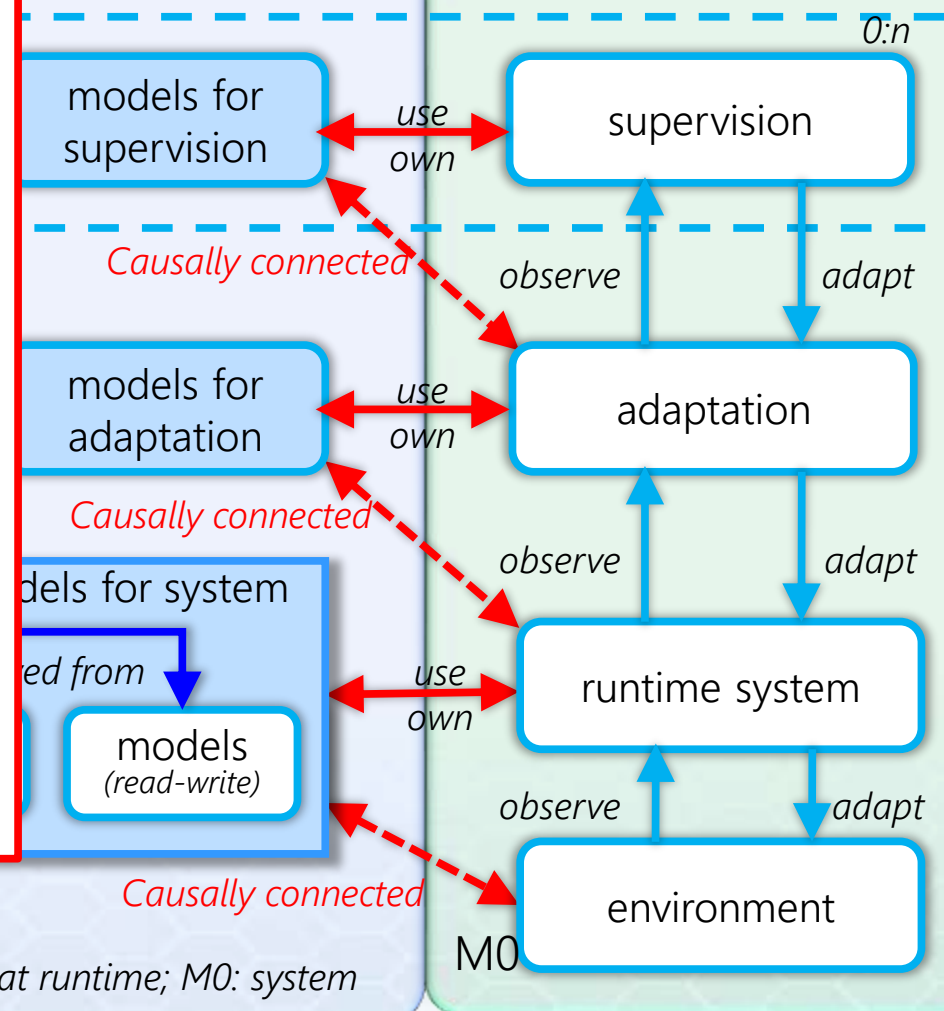 0:n
models for
supervision
use
own
supervision
Causally connected
observe
adapt
models for
adaptation
use
own
adaptation
Causally connected
observe
adapt
dels for system
ed from
models
(read-write)
use
own
runtime system
observe
adapt
Causally connected
environment
M0
at runtime; M0: system